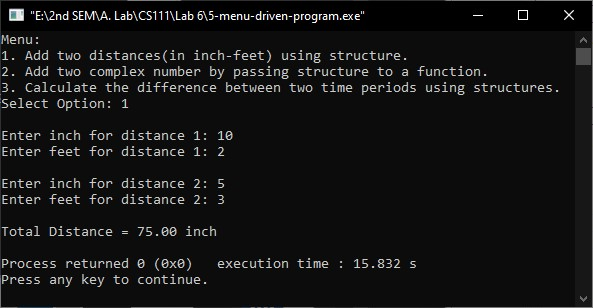 "E:\2nd SEM\A. Lab\CS111\Lab 6\5-menu-driven-program.exe"
Menu:
1. Add two distances(in inch-feet) using structure.
2. Add two complex number by passing structure to a function.
3. Calculate the difference between two time periods using structures.
Select Option: 1
Enter inch for distance 1: 10
Enter feet for distance 1: 2
Enter inch for distance 2: 5
Enter feet for distance 2: 3
Total Distance = 75.00 inch
Process returned 0 (0x0)   execution time : 15.832 s
Press any key to continue.